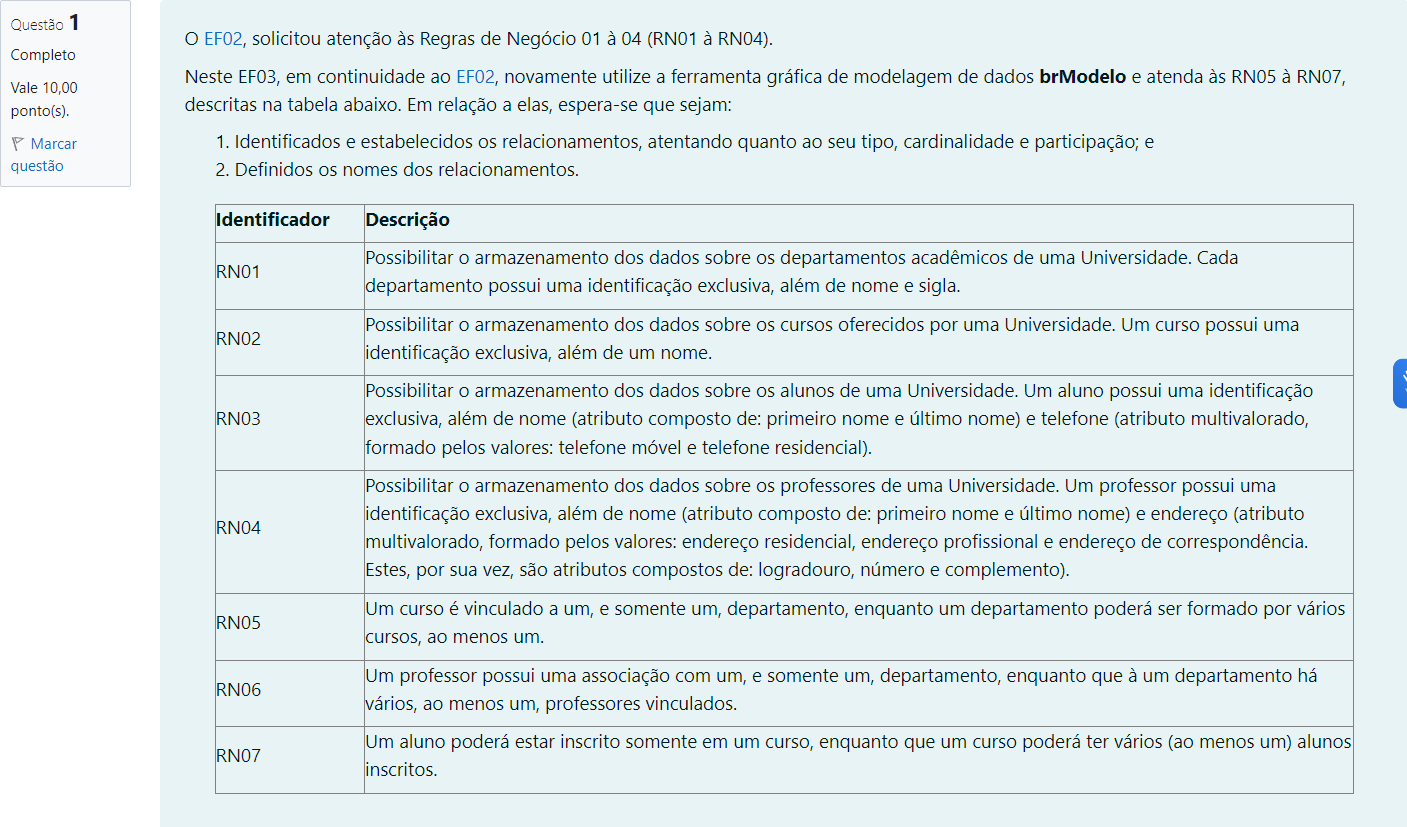 Questão 1
Completo
Vale 10,00
ponto(s).
Marcar
questão
O EF02, solicitou atenção às Regras de Negócio 01 à 04 (RN01 à RN04).
Neste EF03, em continuidade ao EF02, novamente utilize a ferramenta gráfica de modelagem de dados brModelo e atenda às RN05 à RN07,
descritas na tabela abaixo. Em relação a elas, espera-se que sejam:
1. Identificados e estabelecidos os relacionamentos, atentando quanto ao seu tipo, cardinalidade e participação; e
2. Definidos os nomes dos relacionamentos.
Identificador Descrição
RN01
Possibilitar o armazenamento dos dados sobre os departamentos acadêmicos de uma Universidade. Cada
departamento possui uma identificação exclusiva, além de nome e sigla.
RN02
Possibilitar o armazenamento dos dados sobre os cursos oferecidos por uma Universidade. Um curso possui uma
identificação exclusiva, além de um nome.
RN03
Possibilitar o armazenamento dos dados sobre os alunos de uma Universidade. Um aluno possui uma identificação
exclusiva, além de nome (atributo composto de: primeiro nome e último nome) e telefone (atributo multivalorado,
formado pelos valores: telefone móvel e telefone residencial).
RN04
Possibilitar o armazenamento dos dados sobre os professores de uma Universidade. Um professor possui uma
identificação exclusiva, além de nome (atributo composto de: primeiro nome e último nome) e endereço (atributo
multivalorado, formado pelos valores: endereço residencial, endereço profissional e endereço de correspondência.
Estes, por sua vez, são atributos compostos de: logradouro, número e complemento).
RN05
Um curso é vinculado a um, e somente um, departamento, enquanto um departamento poderá ser formado por vários
cursos, ao menos um.
RN06
Um professor possui uma associação com um, e somente um, departamento, enquanto que à um departamento há
vários, ao menos um, professores vinculados.
RN07
Um aluno poderá estar inscrito somente em um curso, enquanto que um curso poderá ter vários (ao menos um) alunos
inscritos.